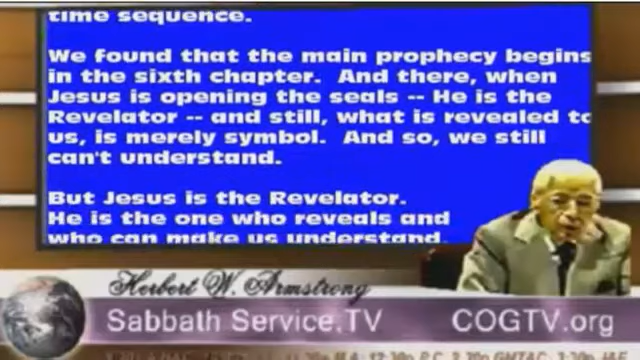 time sequence.
We found that the main prophecy begins
in the sixth chapter. And there, when
Jesus is opening the seals -- He is the
Revelator -- and still, what is revealed to
us, is merely symbol. And so, we still
can't understand.
But Jesus is the Revelator.
He is the one who reveals and
who can make us understand.
Herbert W. Armstrong
Sabbath Service.TV COGTV.org